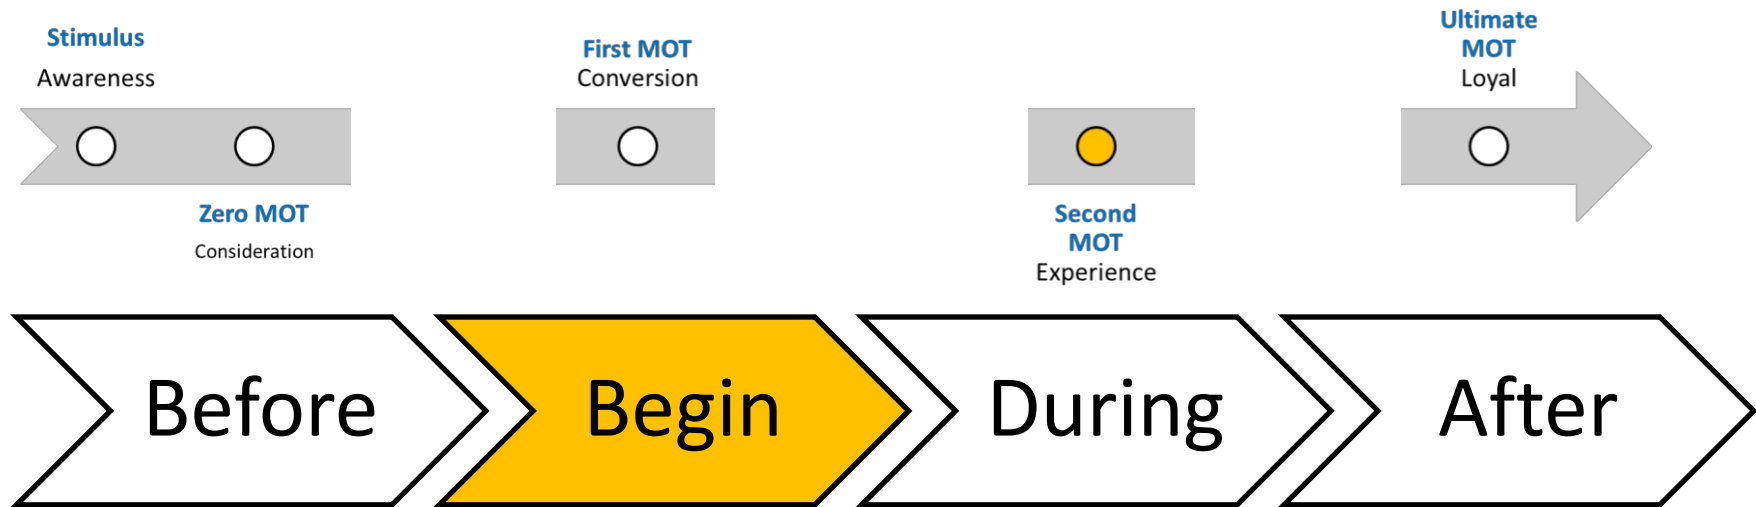 Stimulus
Awareness
Zero MOT
Consideration
First MOT
Conversion
Second
MOT
Experience
Ultimate
MOT
Loyal
Before
Begin
During
After